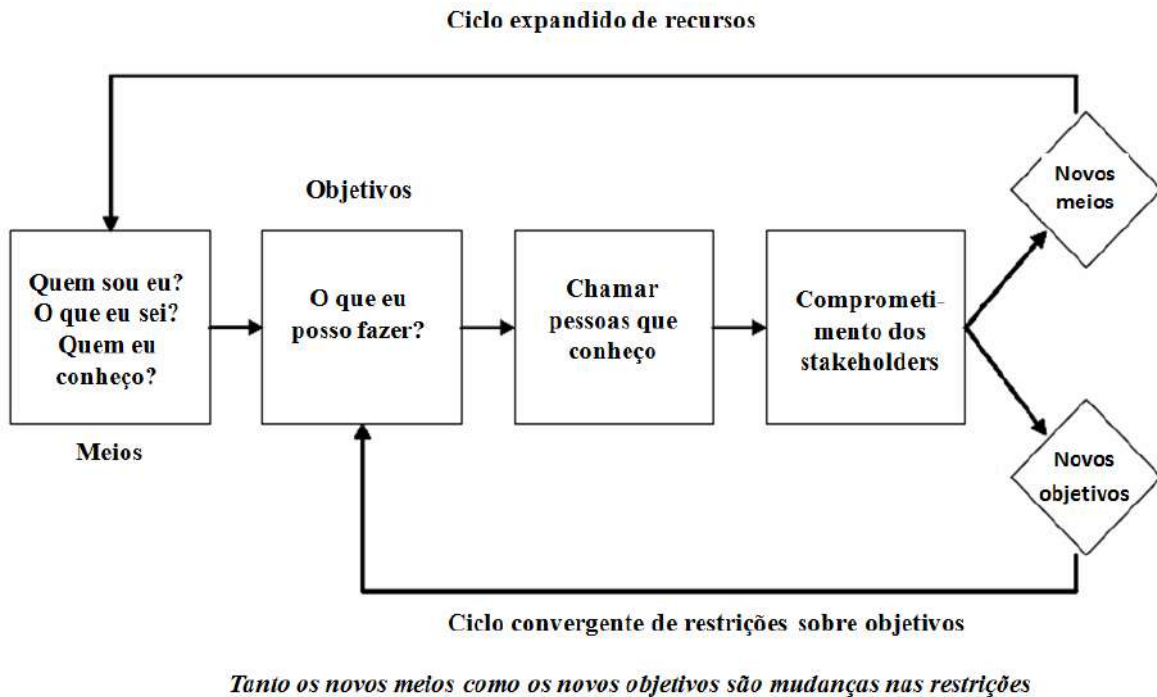 Ciclo expandido de recursos
Objetivos
Quem sou eu?
O que eu sei?
Quem eu
conheço?
Meios
O que eu
posso fazer?
Chamar
pessoas que
conheço
Comprometi-
mento dos
stakeholders
Novos
meios
Novos
objetivos
Ciclo convergente de restrições sobre objetivos
Tanto os novos meios como os novos objetivos são mudanças nas restrições